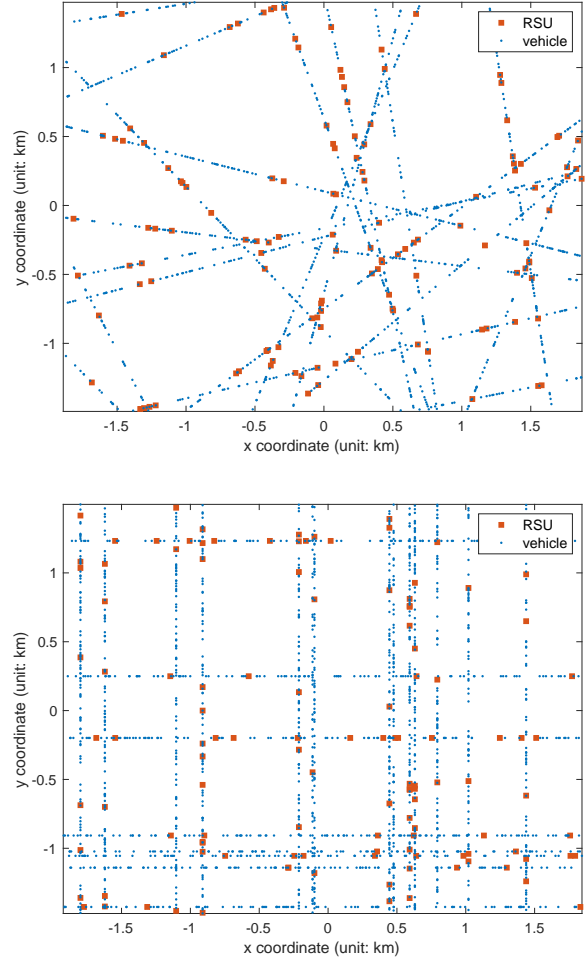 RSU
vehicle
1
0.5
0
-0.5
-1
y coordinate (unit: km)
-1.5 -1 -0.5 0 0.5 1 1.5
x coordinate (unit: km)
RSU
vehicle
1
0.5
0
-0.5
-1
y coordinate (unit: km)
-1.5 -1 -0.5 0 0.5 1 1.5
x coordinate (unit: km)